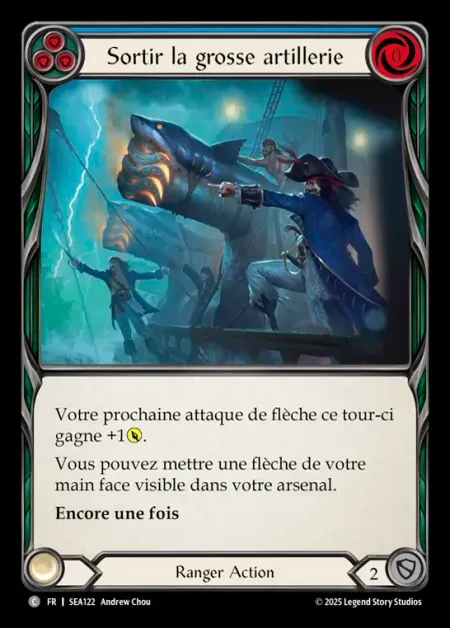 Sortir la grosse artillerie
0
Votre prochaine attaque de flèche ce tour-ci
gagne +1.
Vous pouvez mettre une flèche de votre
main face visible dans votre arsenal.
Encore une fois
Ranger Action
2
C FR | SEA122 Andrew Chou
© 2025 Legend Story Studios